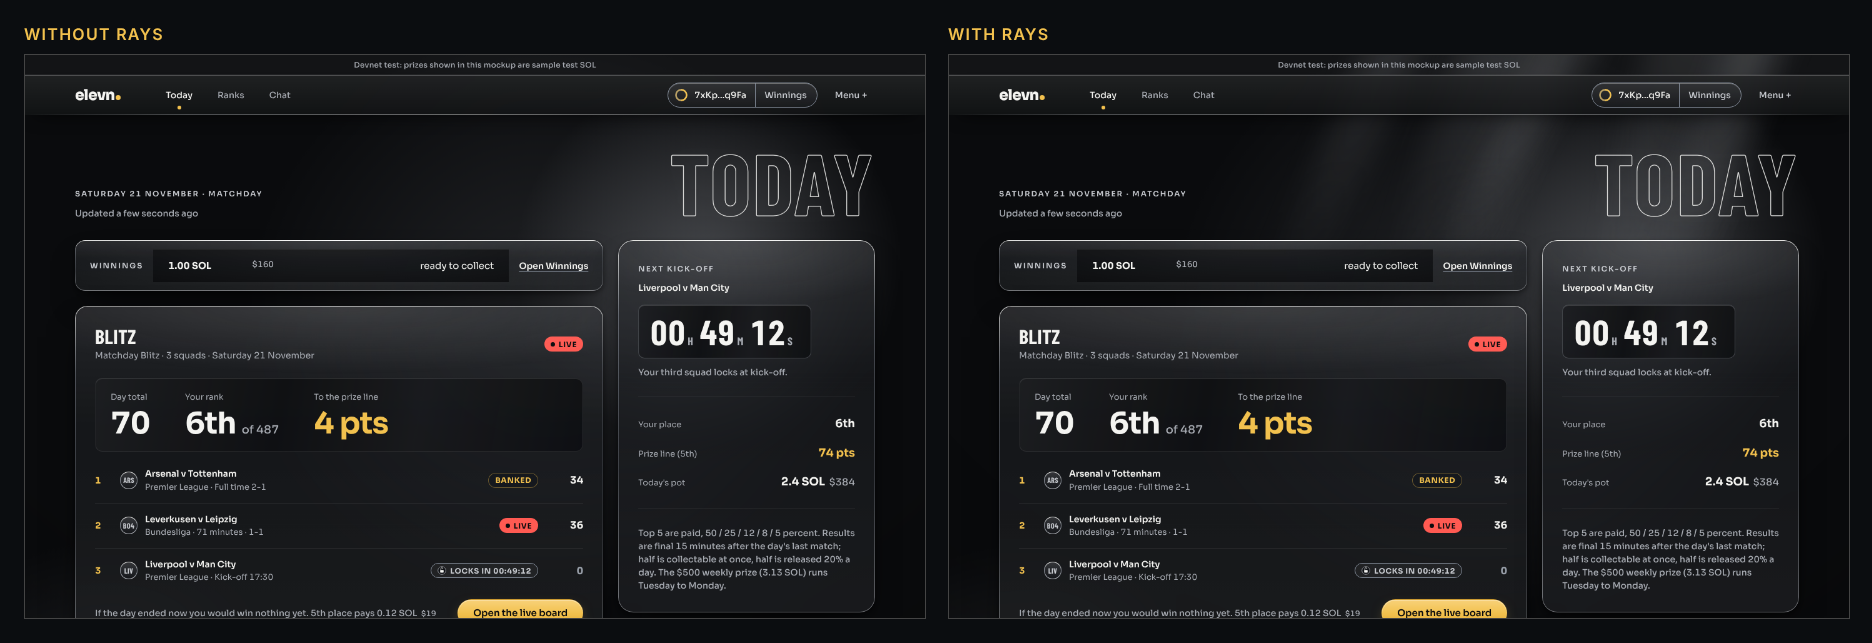 WITHOUT RAYS
Devnet test: prizes shown in this mockup are sample test SOL
elevn. Today Ranks Chat 7xKp...q9Fa Winnings Menu +
TODAY
SATURDAY 21 NOVEMBER · MATCHDAY
Updated a few seconds ago
WINNINGS 1.00 SOL $160 ready to collect Open Winnings
BLITZ
Matchday Blitz · 3 squads · Saturday 21 November
LIVE
Day total Your rank To the prize line
70 6th of 487 4 pts
1 ARS Arsenal v Tottenham BANKED 34
Premier League · Full time 2-1
2 B04 Leverkusen v Leipzig LIVE 36
Bundesliga · 71 minutes · 1-1
3 LIV Liverpool v Man City LOCKS IN 00:49:12 0
Premier League · Kick-off 17:30
If the day ended now you would win nothing yet. 5th place pays 0.12 SOL $19 Open the live board
NEXT KICK-OFF
Liverpool v Man City
00 H 49 M 12 S
Your third squad locks at kick-off.
Your place 6th
Prize line (5th) 74 pts
Today's pot 2.4 SOL $384
Top 5 are paid, 50 / 25 / 12 / 8 / 5 percent. Results
are final 15 minutes after the day's last match;
half is collectable at once, half is released 20% a
day. The $500 weekly prize (3.13 SOL) runs
Tuesday to Monday.
WITH RAYS
Devnet test: prizes shown in this mockup are sample test SOL
elevn. Today Ranks Chat 7xKp...q9Fa Winnings Menu +
TODAY
SATURDAY 21 NOVEMBER · MATCHDAY
Updated a few seconds ago
WINNINGS 1.00 SOL $160 ready to collect Open Winnings
BLITZ
Matchday Blitz · 3 squads · Saturday 21 November
LIVE
Day total Your rank To the prize line
70 6th of 487 4 pts
1 ARS Arsenal v Tottenham BANKED 34
Premier League · Full time 2-1
2 B04 Leverkusen v Leipzig LIVE 36
Bundesliga · 71 minutes · 1-1
3 LIV Liverpool v Man City LOCKS IN 00:49:12 0
Premier League · Kick-off 17:30
If the day ended now you would win nothing yet. 5th place pays 0.12 SOL $19 Open the live board
NEXT KICK-OFF
Liverpool v Man City
00 H 49 M 12 S
Your third squad locks at kick-off.
Your place 6th
Prize line (5th) 74 pts
Today's pot 2.4 SOL $384
Top 5 are paid, 50 / 25 / 12 / 8 / 5 percent. Results
are final 15 minutes after the day's last match;
half is collectable at once, half is released 20% a
day. The $500 weekly prize (3.13 SOL) runs
Tuesday to Monday.